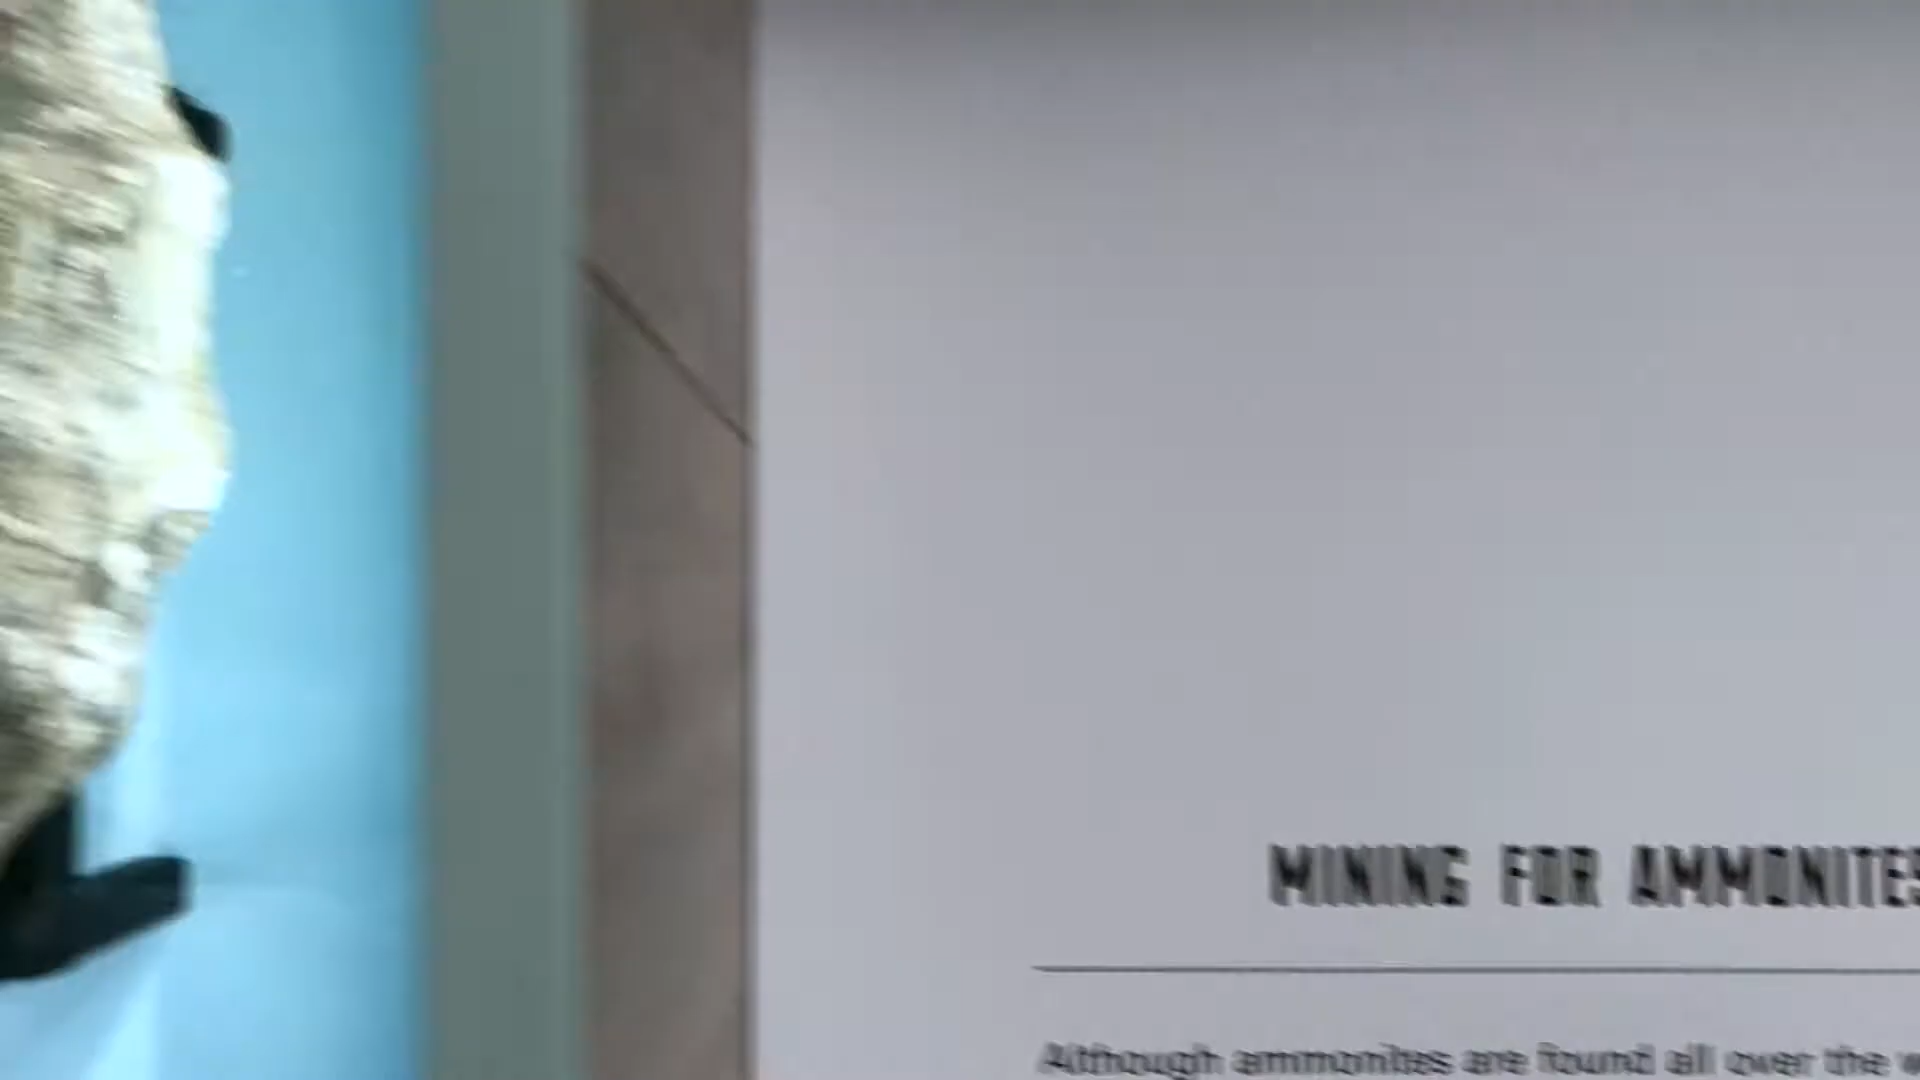 MINING FOR AMMONITES
Although ammonites are found all over the